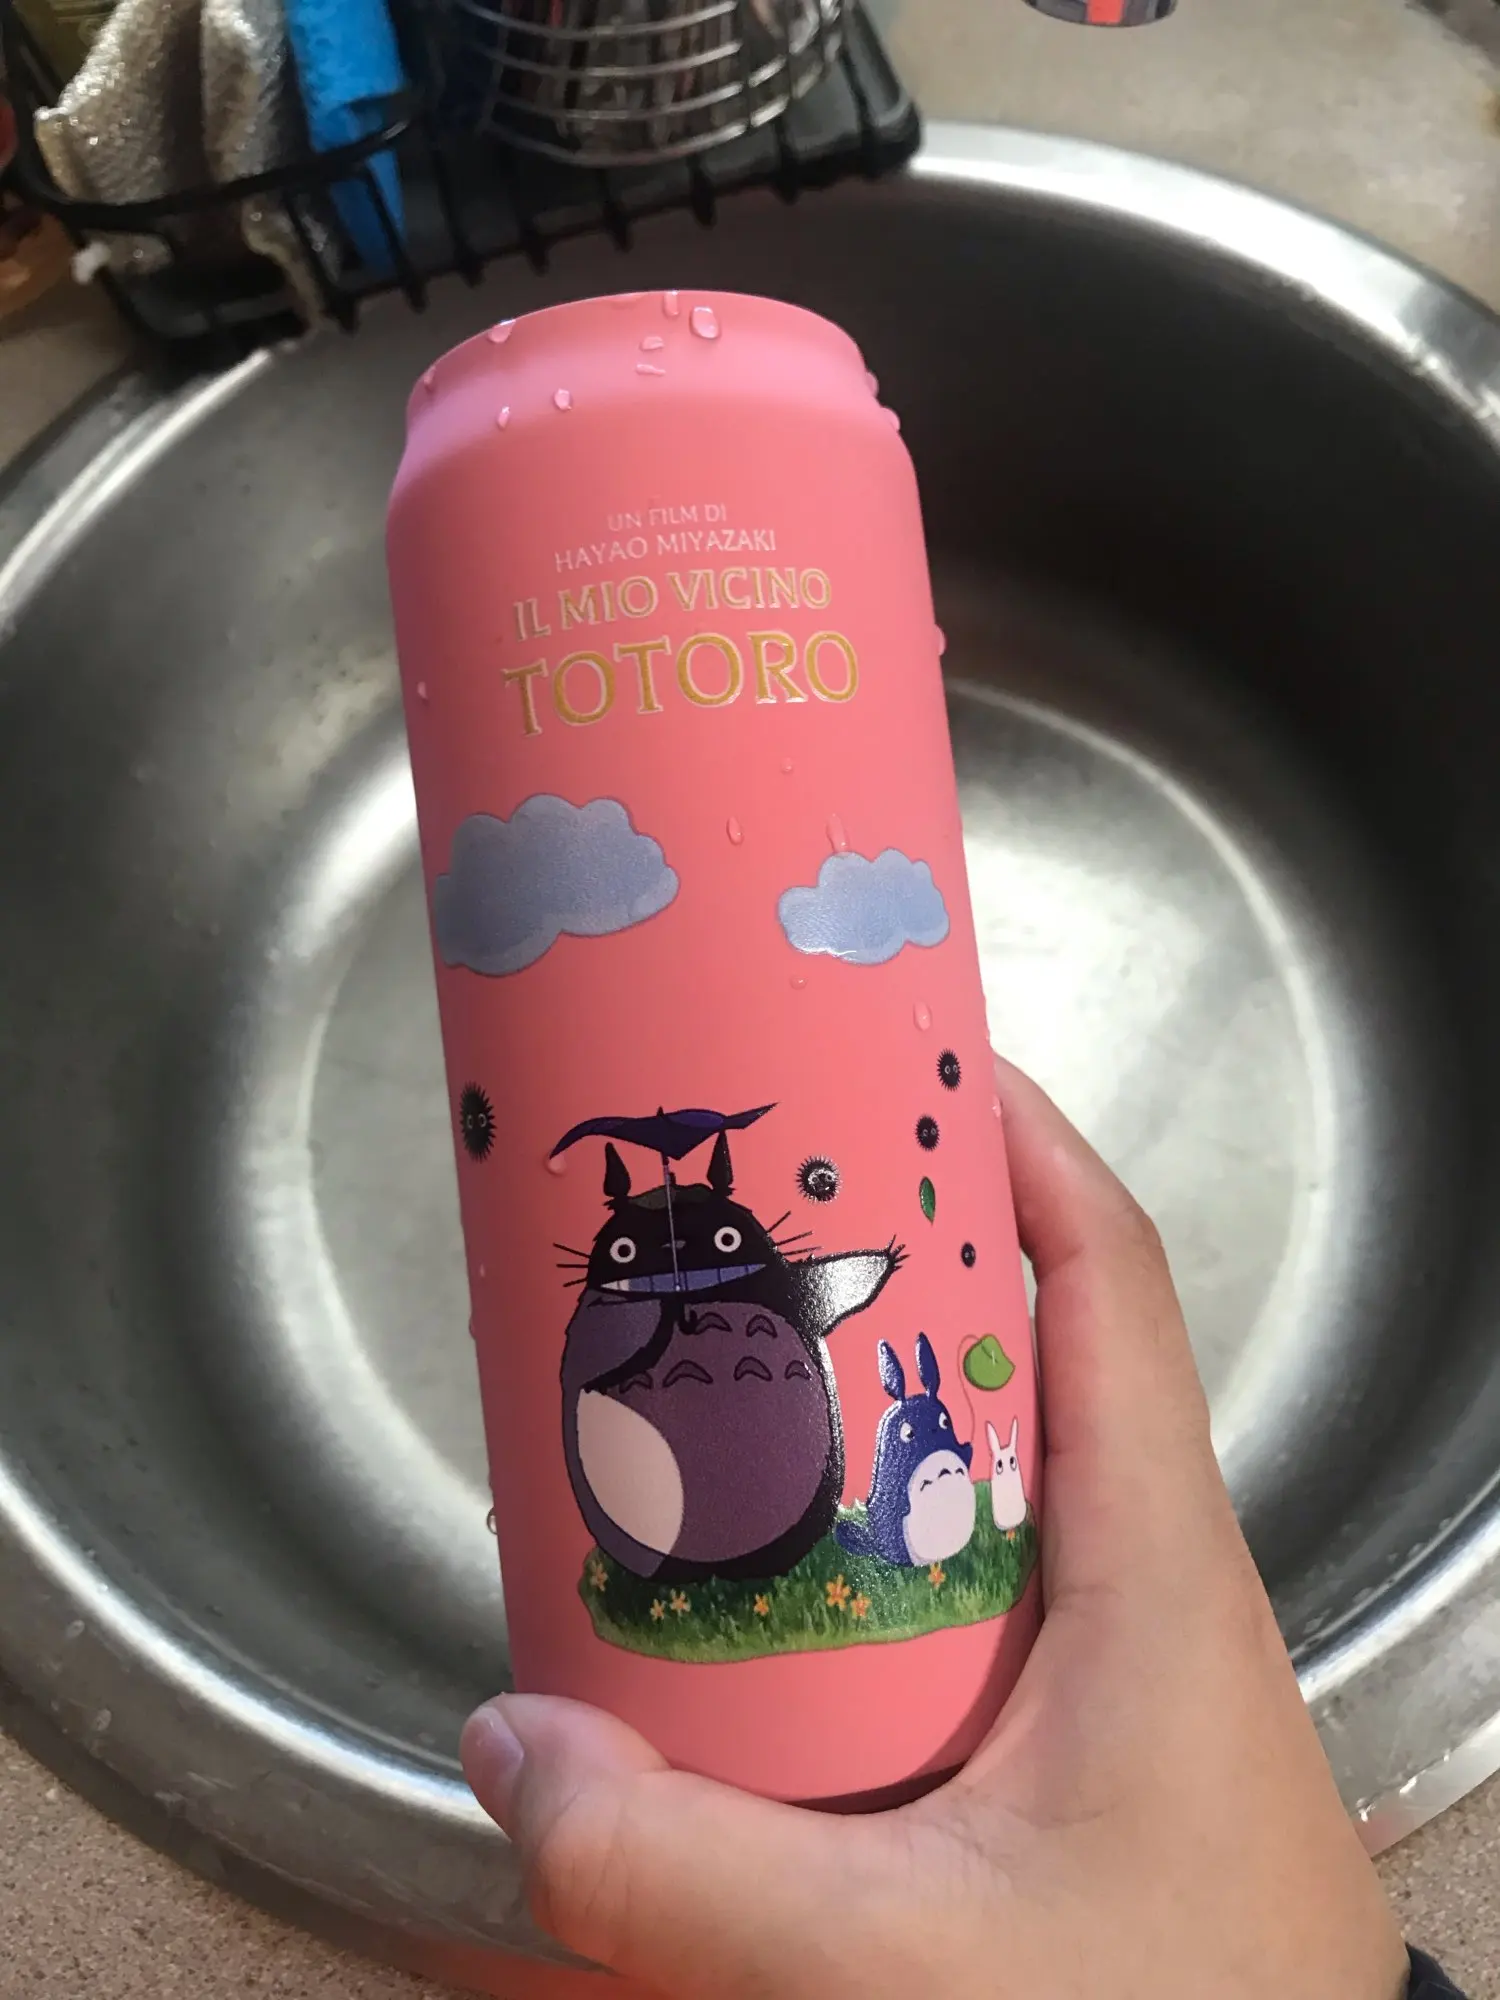 UN FILM DI
HAYAO MIYAZAKI
IL MIO VICINO
TOTORO